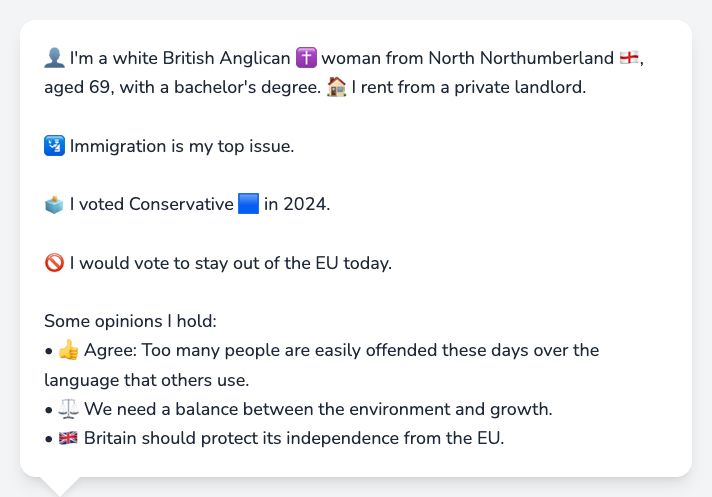 👤 I'm a white British Anglican ✝️ woman from North Northumberland 🏴󠁧󠁢󠁥󠁮󠁧󠁿,
aged 69, with a bachelor's degree. 🏠 I rent from a private landlord.
🛂 Immigration is my top issue.
🗳️ I voted Conservative 🟦 in 2024.
🚫 I would vote to stay out of the EU today.
Some opinions I hold:
• 👍 Agree: Too many people are easily offended these days over the
language that others use.
• ⚖️ We need a balance between the environment and growth.
• 🇬🇧 Britain should protect its independence from the EU.